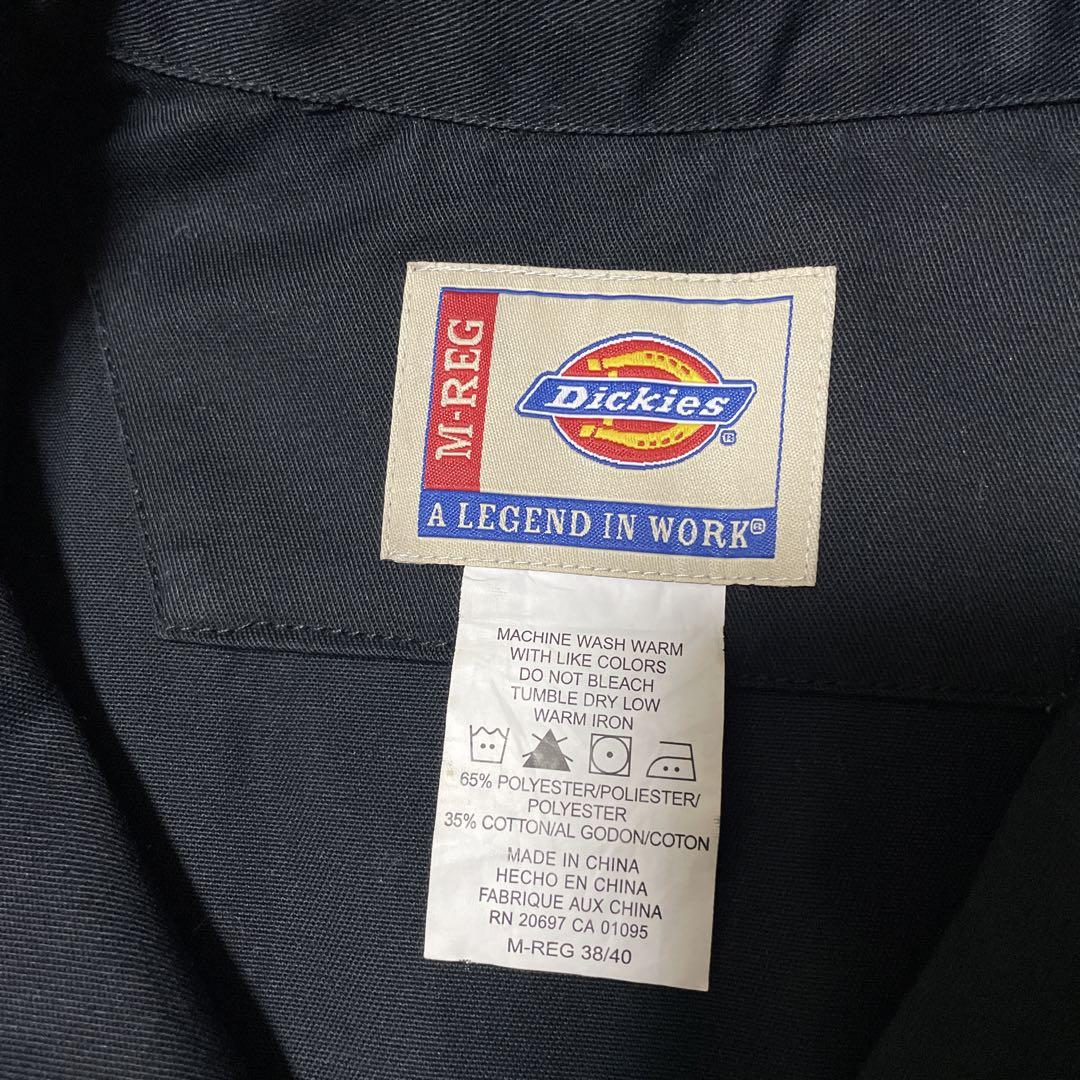 M-REG
Dickies®
A LEGEND IN WORK®
MACHINE WASH WARM
WITH LIKE COLORS
DO NOT BLEACH
TUMBLE DRY LOW
WARM IRON
65% POLYESTER/POLIESTER/
POLYESTER
35% COTTON/AL GODON/COTON
MADE IN CHINA
HECHO EN CHINA
FABRIQUE AUX CHINA
RN 20697 CA 01095
M-REG 38/40